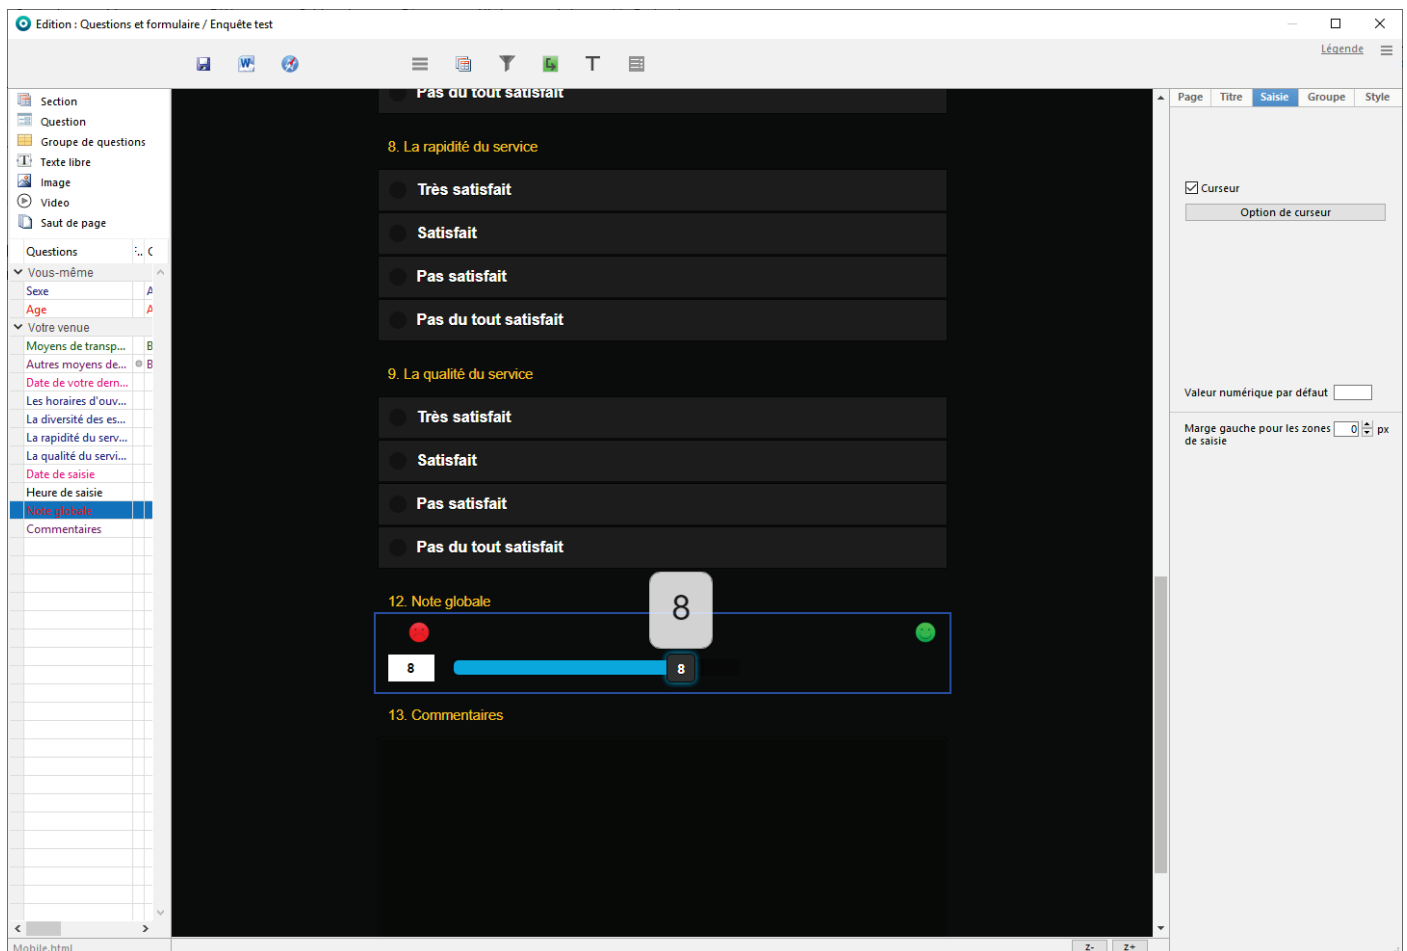 Edition : Questions et formulaire / Enquête test
Légende
Section
Question
Groupe de questions
Texte libre
Image
Video
Saut de page
Questions
Vous-même
Sexe A
Age A
Votre venue
Moyens de transp... B
Autres moyens de... B
Date de votre dern...
Les horaires d'ouv...
La diversité des es...
La rapidité du serv...
La qualité du servi...
Date de saisie
Heure de saisie
Note globale
Commentaires
Mobile.html
Pas du tout satisfait
8. La rapidité du service
Très satisfait
Satisfait
Pas satisfait
Pas du tout satisfait
9. La qualité du service
Très satisfait
Satisfait
Pas satisfait
Pas du tout satisfait
12. Note globale
8
8
8
13. Commentaires
Z- Z+
Page Titre Saisie Groupe Style
Curseur
Option de curseur
Valeur numérique par défaut
Marge gauche pour les zones 0 px
de saisie